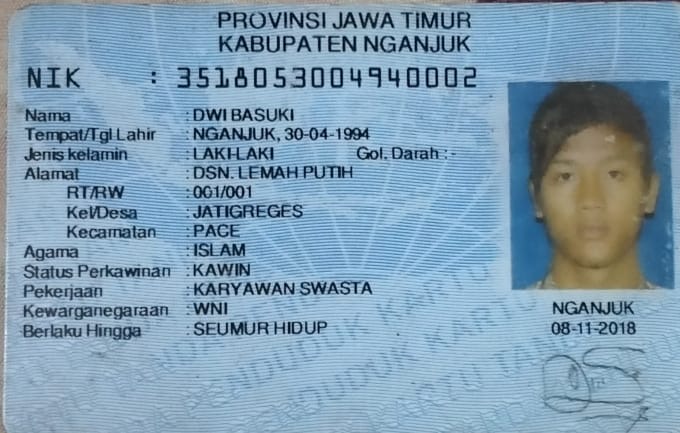 PROVINSI JAWA TIMUR
KABUPATEN NGANJUK
NIK : 3518053004940002
Nama : DWI BASUKI
Tempat/Tgl Lahir : NGANJUK, 30-04-1994
Jenis kelamin : LAKI-LAKI Gol. Darah : -
Alamat : DSN. LEMAH PUTIH
RT/RW : 001/001
Kel/Desa : JATIGREGES
Kecamatan : PACE
Agama : ISLAM
Status Perkawinan : KAWIN
Pekerjaan : KARYAWAN SWASTA
Kewarganegaraan : WNI
Berlaku Hingga : SEUMUR HIDUP
NGANJUK
08-11-2018